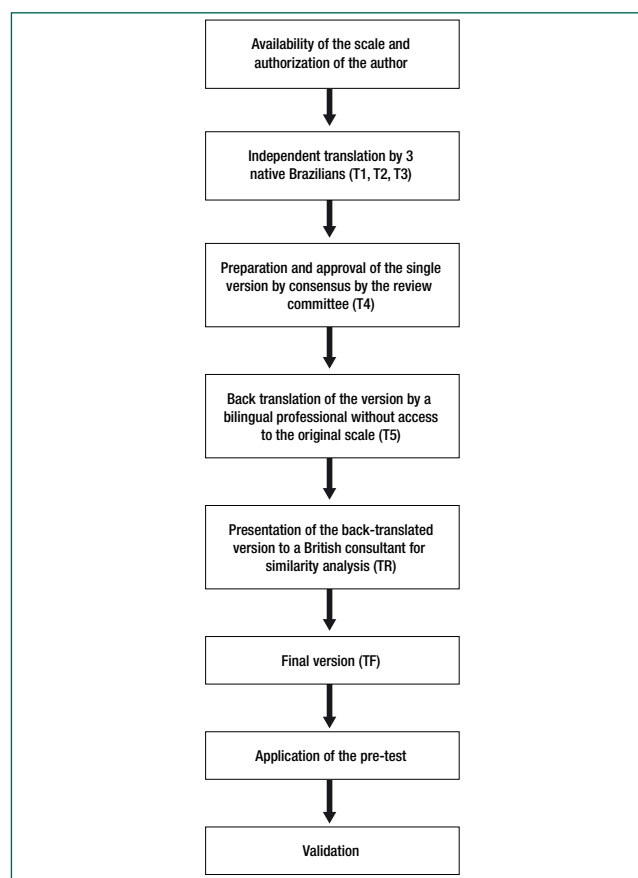 Availability of the scale and
authorization of the author
Independent translation by 3
native Brazilians (T1, T2, T3)
Preparation and approval of the single
version by consensus by the review
committee (T4)
Back translation of the version by a
bilingual professional without access
to the original scale (T5)
Presentation of the back-translated
version to a British consultant for
similarity analysis (TR)
Final version (TF)
Application of the pre-test
Validation